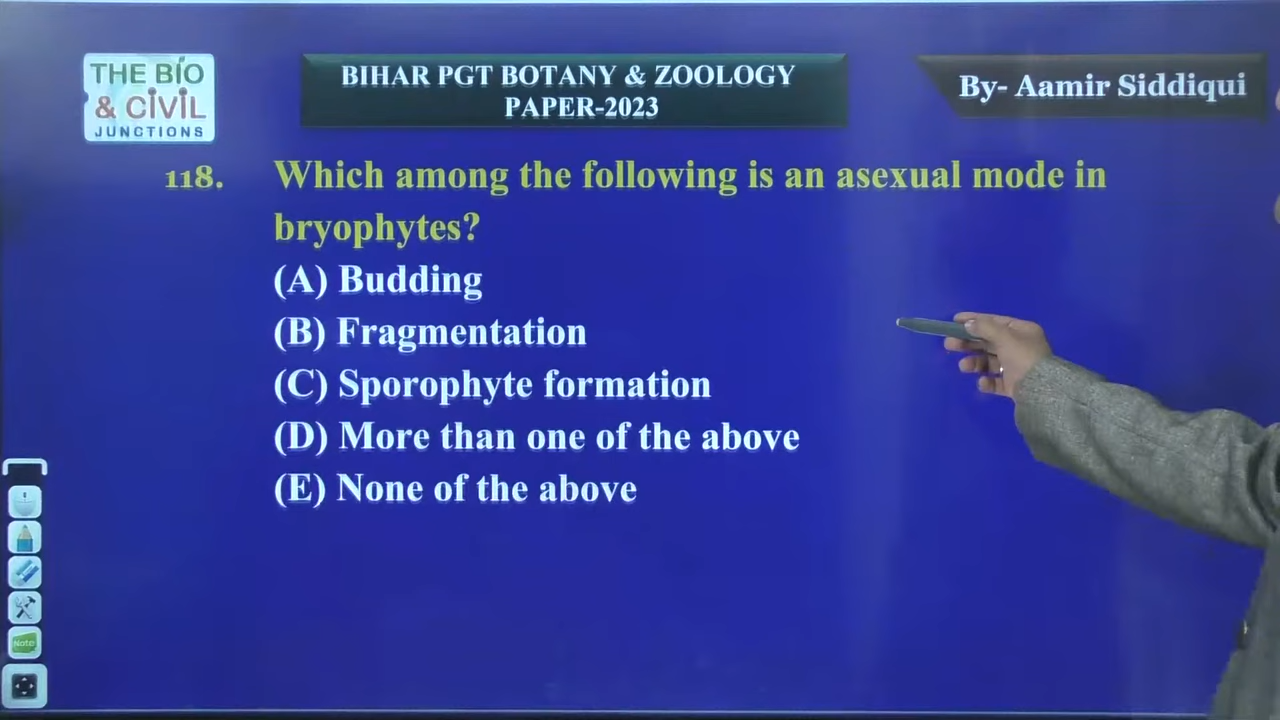 THE BIO
& CIVIL
JUNCTIONS
BIHAR PGT BOTANY & ZOOLOGY
PAPER-2023
By- Aamir Siddiqui
118. Which among the following is an asexual mode in
bryophytes?
(A) Budding
(B) Fragmentation
(C) Sporophyte formation
(D) More than one of the above
(E) None of the above
Note